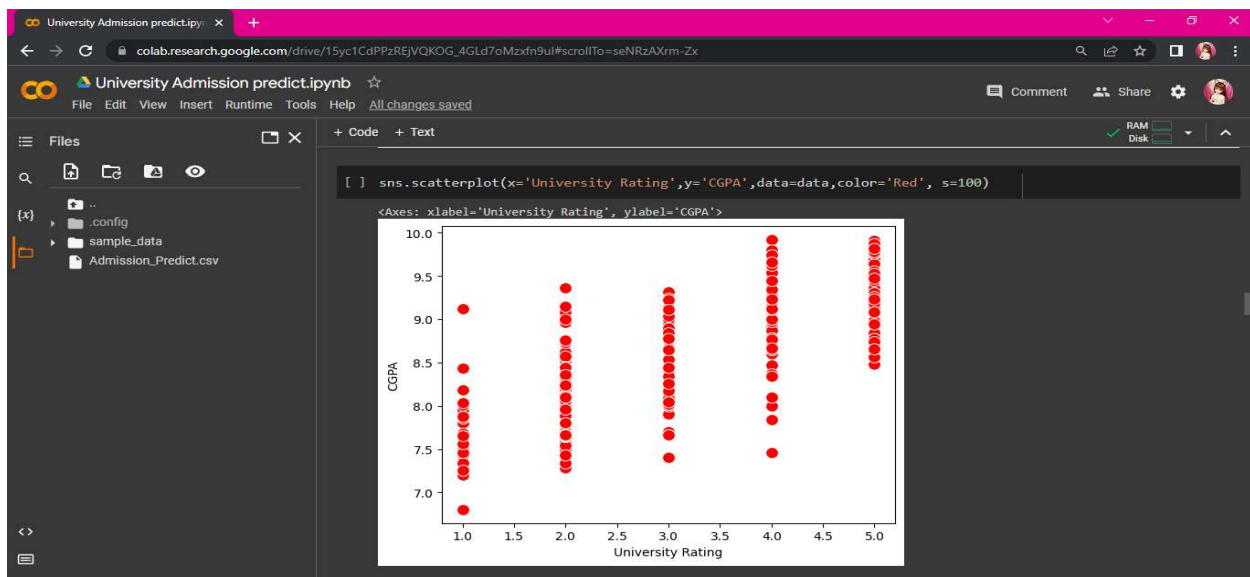 University Admission predict.ipyn
colab.research.google.com/drive/15yc1CdPPzREjVQKOG_4GLd7oMzxfn9ul#scrollTo=seNRzAXrm-Zx
University Admission predict.ipynb
Comment
Share
File Edit View Insert Runtime Tools Help All changes saved
Files
+ Code + Text
RAM
Disk
[ ] sns.scatterplot(x='University Rating',y='CGPA',data=data,color='Red', s=100)
{x}
..
.config
sample_data
Admission_Predict.csv
<Axes: xlabel='University Rating', ylabel='CGPA'>
10.0
9.5
9.0
8.5
8.0
7.5
7.0
CGPA
1.0 1.5 2.0 2.5 3.0 3.5 4.0 4.5 5.0
University Rating